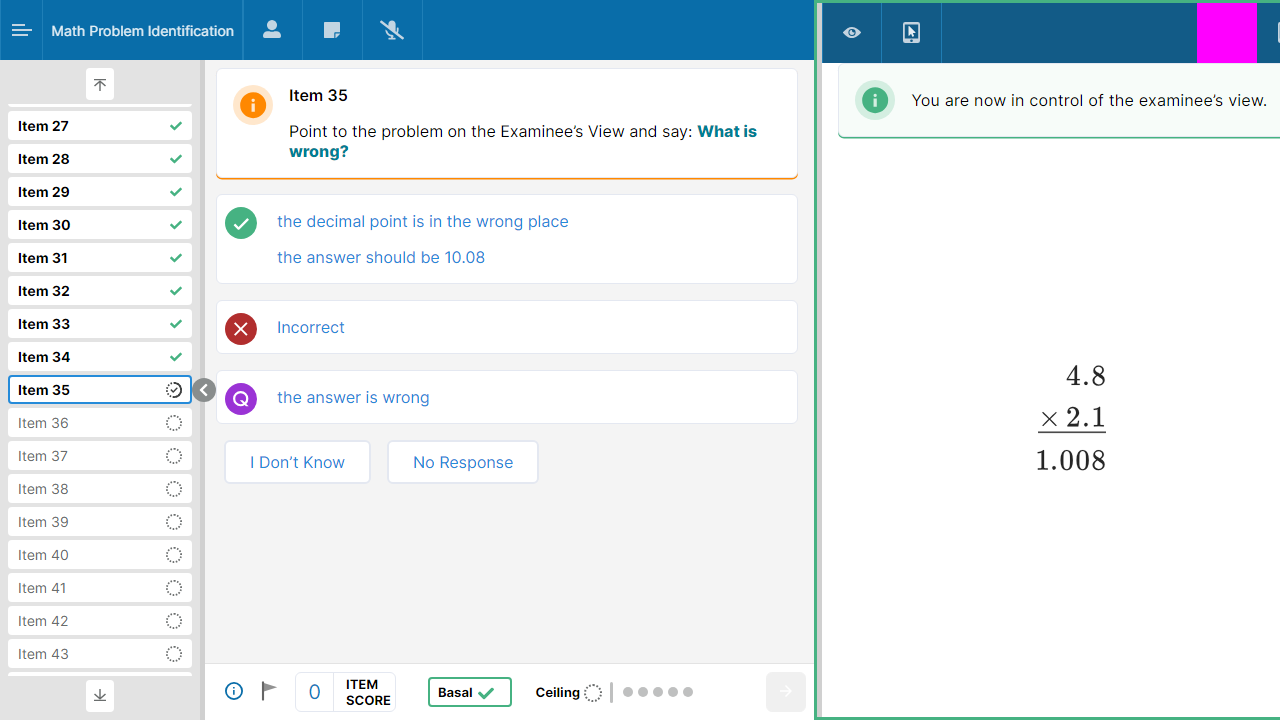 Math Problem Identification
Item 27
Item 28
Item 29
Item 30
Item 31
Item 32
Item 33
Item 34
Item 35
Item 36
Item 37
Item 38
Item 39
Item 40
Item 41
Item 42
Item 43
Item 35
Point to the problem on the Examinee’s View and say: What is
wrong?
the decimal point is in the wrong place
the answer should be 10.08
Incorrect
Q
the answer is wrong
I Don’t Know
No Response
0
ITEM
SCORE
Basal
Ceiling
You are now in control of the examinee’s view.
4.8
× 2.1
1.008